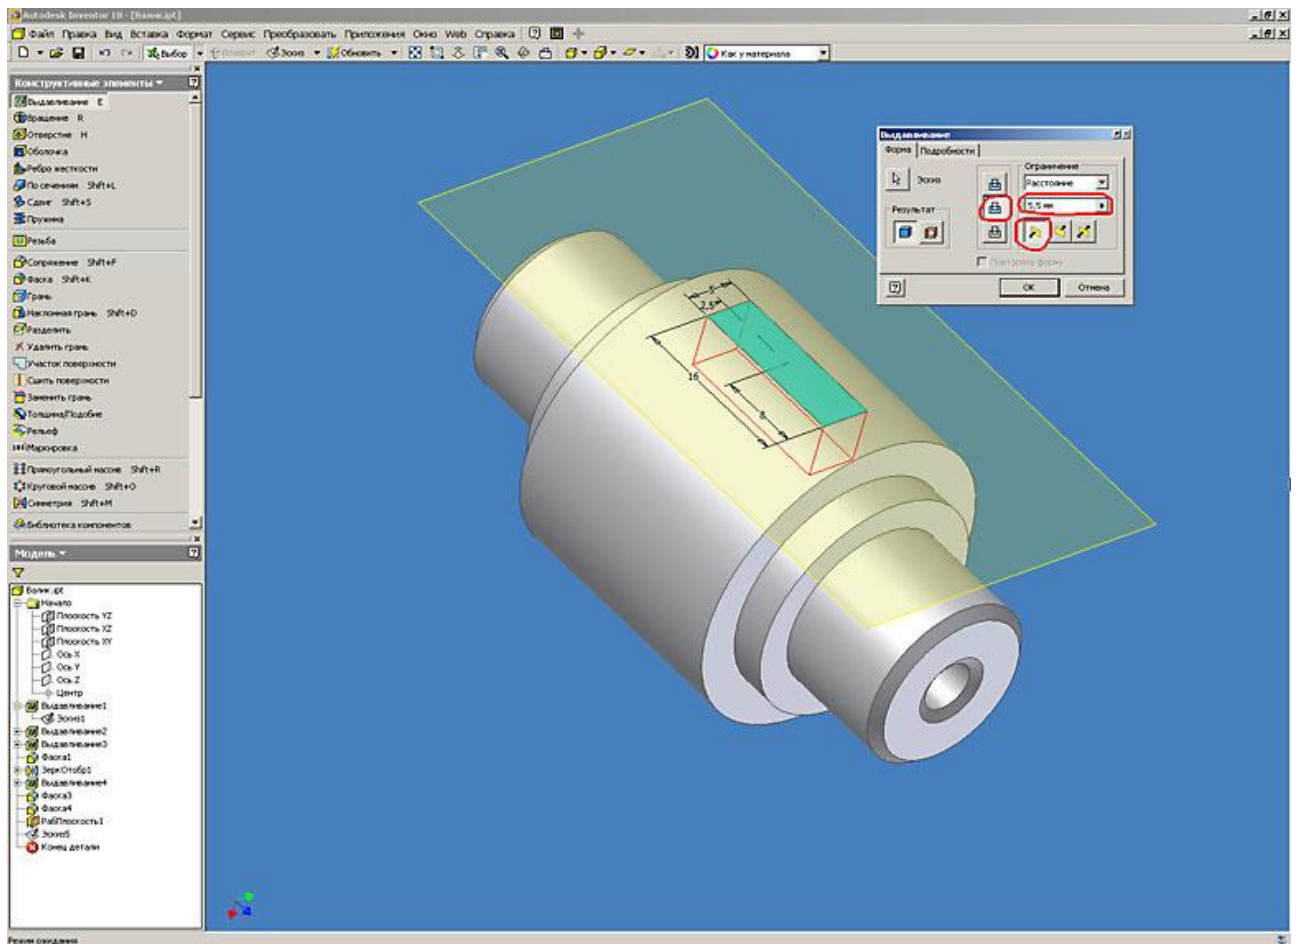 Autodesk Inventor 10 - [Валик.ipt]
Файл Правка Вид Вставка Формат Сервис Преобразовать Приложения Окно Web Справка
Выбор Возврат Эскиз Обновить Как у материала
Конструктивные элементы
Выдавливание E
Вращение R
Отверстие H
Оболочка
Ребро жесткости
По сечениям Shift+L
Сдвиг Shift+S
Пружина
Резьба
Сопряжение Shift+F
Фаска Shift+K
Грань
Наклонная грань Shift+D
Разделить
Удалить грань
Участок поверхности
Сшить поверхности
Заменить грань
Толщина/Подобие
Рельеф
Маркировка
Прямоугольный массив Shift+R
Круговой массив Shift+O
Симметрия Shift+M
Библиотека компонентов
Модель
Валик.ipt
Начало
Плоскость YZ
Плоскость XZ
Плоскость XY
Ось X
Ось Y
Ось Z
Центр
Выдавливание1
Эскиз1
Выдавливание2
Выдавливание3
Фаска1
ЗеркОтобр1
Выдавливание4
Фаска3
Фаска4
РабПлоскость1
Эскиз5
Конец детали
Режим ожидания
5
2,5
16
8
Выдавливание
Форма Подробности
Эскиз
Ограничение
Расстояние
Результат
5,5 мм
Повторять форму
OK Отмена